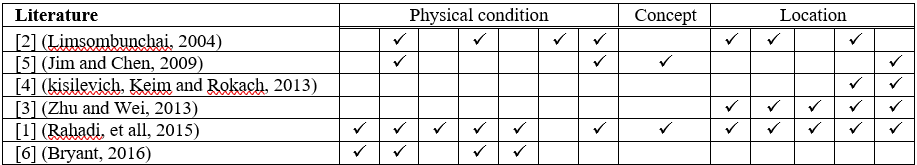 Literature Physical condition Concept Location
[2] (Limsombunchai, 2004) ✓ ✓ ✓ ✓ ✓ ✓ ✓
[5] (Jim and Chen, 2009) ✓ ✓ ✓ ✓
[4] (kisilevich, Keim and Rokach, 2013) ✓ ✓
[3] (Zhu and Wei, 2013) ✓ ✓ ✓ ✓ ✓
[1] (Rahadi, et all, 2015) ✓ ✓ ✓ ✓ ✓ ✓ ✓ ✓ ✓ ✓ ✓ ✓
[6] (Bryant, 2016) ✓ ✓ ✓ ✓